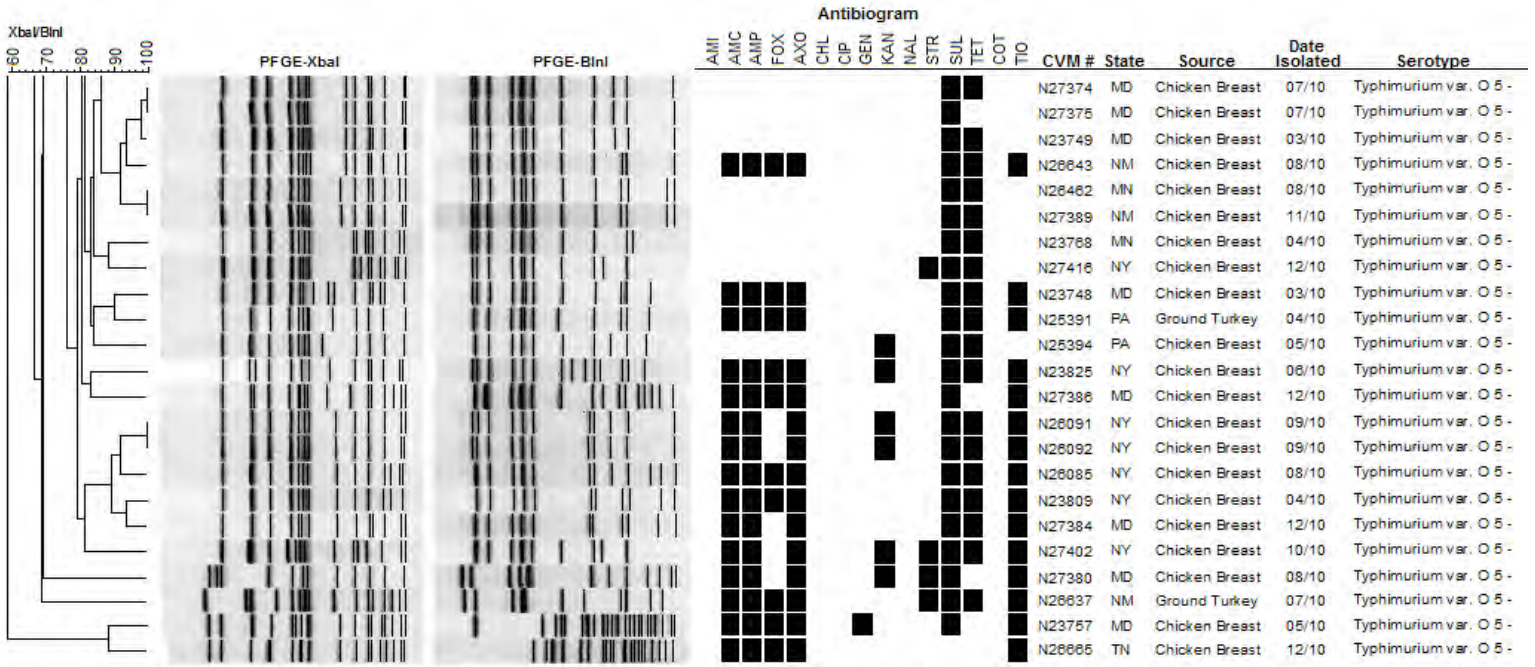 Antibiogram
XbaI/BlnI
60 70 80 90 100
PFGE-XbaI PFGE-BlnI
AMI AMC AMP FOX AXO CHL CIP GEN KAN NAL STR SUL TET COT TIO
CVM # State Source Date Isolated Serotype
N27374 MD Chicken Breast 07/10 Typhimurium var. O 5 -
N27375 MD Chicken Breast 07/10 Typhimurium var. O 5 -
N23749 MD Chicken Breast 03/10 Typhimurium var. O 5 -
N26643 NM Chicken Breast 08/10 Typhimurium var. O 5 -
N26462 MN Chicken Breast 08/10 Typhimurium var. O 5 -
N27389 NM Chicken Breast 11/10 Typhimurium var. O 5 -
N23768 MN Chicken Breast 04/10 Typhimurium var. O 5 -
N27416 NY Chicken Breast 12/10 Typhimurium var. O 5 -
N23748 MD Chicken Breast 03/10 Typhimurium var. O 5 -
N25391 PA Ground Turkey 04/10 Typhimurium var. O 5 -
N25394 PA Chicken Breast 05/10 Typhimurium var. O 5 -
N23825 NY Chicken Breast 06/10 Typhimurium var. O 5 -
N27386 MD Chicken Breast 12/10 Typhimurium var. O 5 -
N26091 NY Chicken Breast 09/10 Typhimurium var. O 5 -
N26092 NY Chicken Breast 09/10 Typhimurium var. O 5 -
N26085 NY Chicken Breast 08/10 Typhimurium var. O 5 -
N23809 NY Chicken Breast 04/10 Typhimurium var. O 5 -
N27384 MD Chicken Breast 12/10 Typhimurium var. O 5 -
N27402 NY Chicken Breast 10/10 Typhimurium var. O 5 -
N27380 MD Chicken Breast 08/10 Typhimurium var. O 5 -
N26637 NM Ground Turkey 07/10 Typhimurium var. O 5 -
N23757 MD Chicken Breast 05/10 Typhimurium var. O 5 -
N26665 TN Chicken Breast 12/10 Typhimurium var. O 5 -